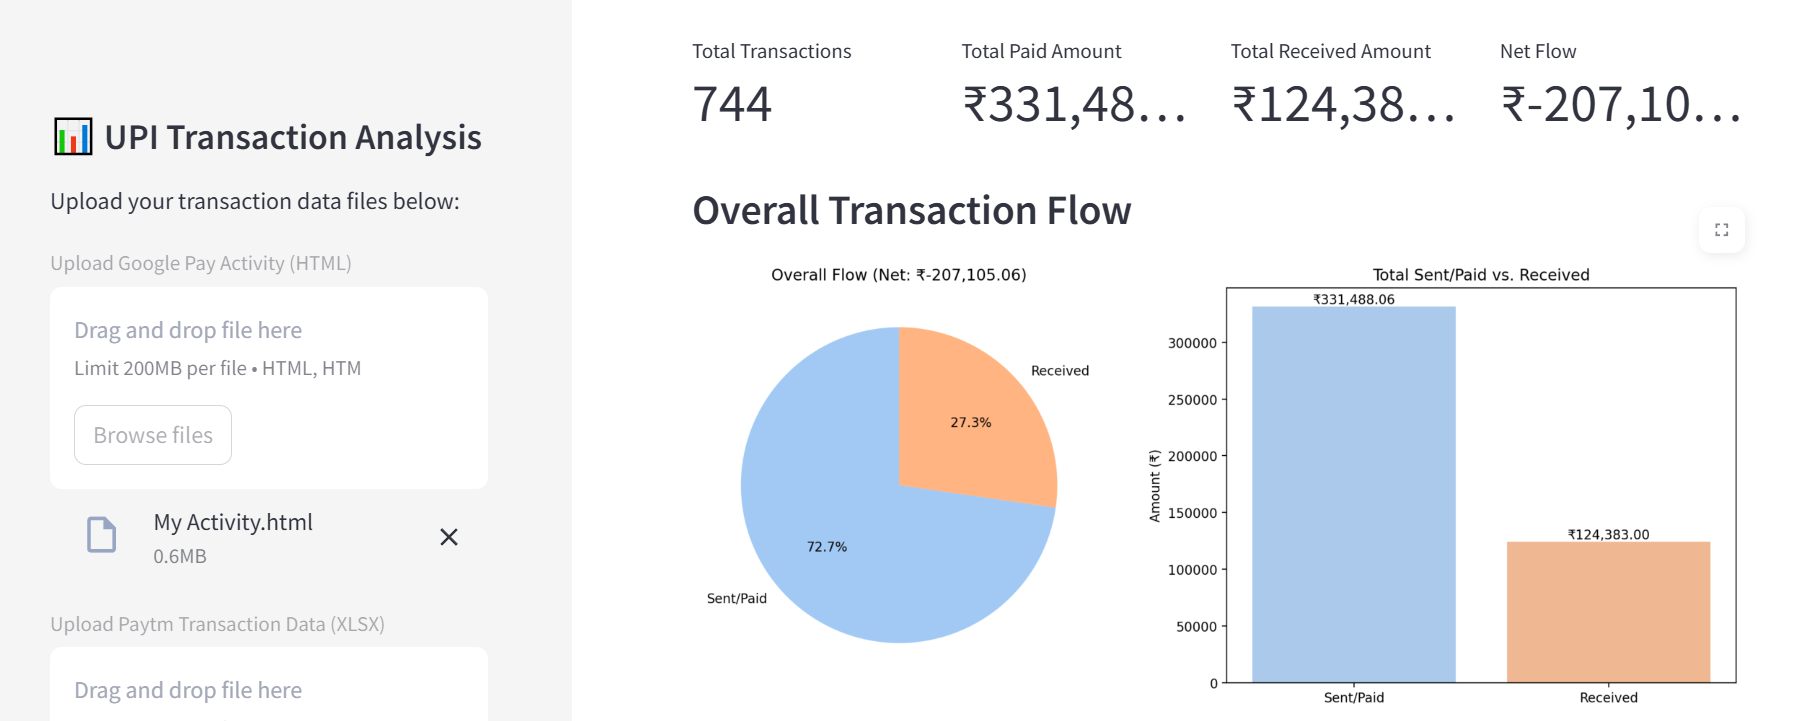 UPI Transaction Analysis
Upload your transaction data files below:
Upload Google Pay Activity (HTML)
Drag and drop file here
Limit 200MB per file • HTML, HTM
Browse files
My Activity.html
0.6MB
Upload Paytm Transaction Data (XLSX)
Drag and drop file here
Total Transactions
744
Total Paid Amount
₹331,48…
Total Received Amount
₹124,38…
Net Flow
₹-207,10…
Overall Transaction Flow
Overall Flow (Net: ₹-207,105.06)
Received
27.3%
72.7%
Sent/Paid
Total Sent/Paid vs. Received
₹331,488.06
₹124,383.00
Amount (₹)
300000
250000
200000
150000
100000
50000
0
Sent/Paid
Received